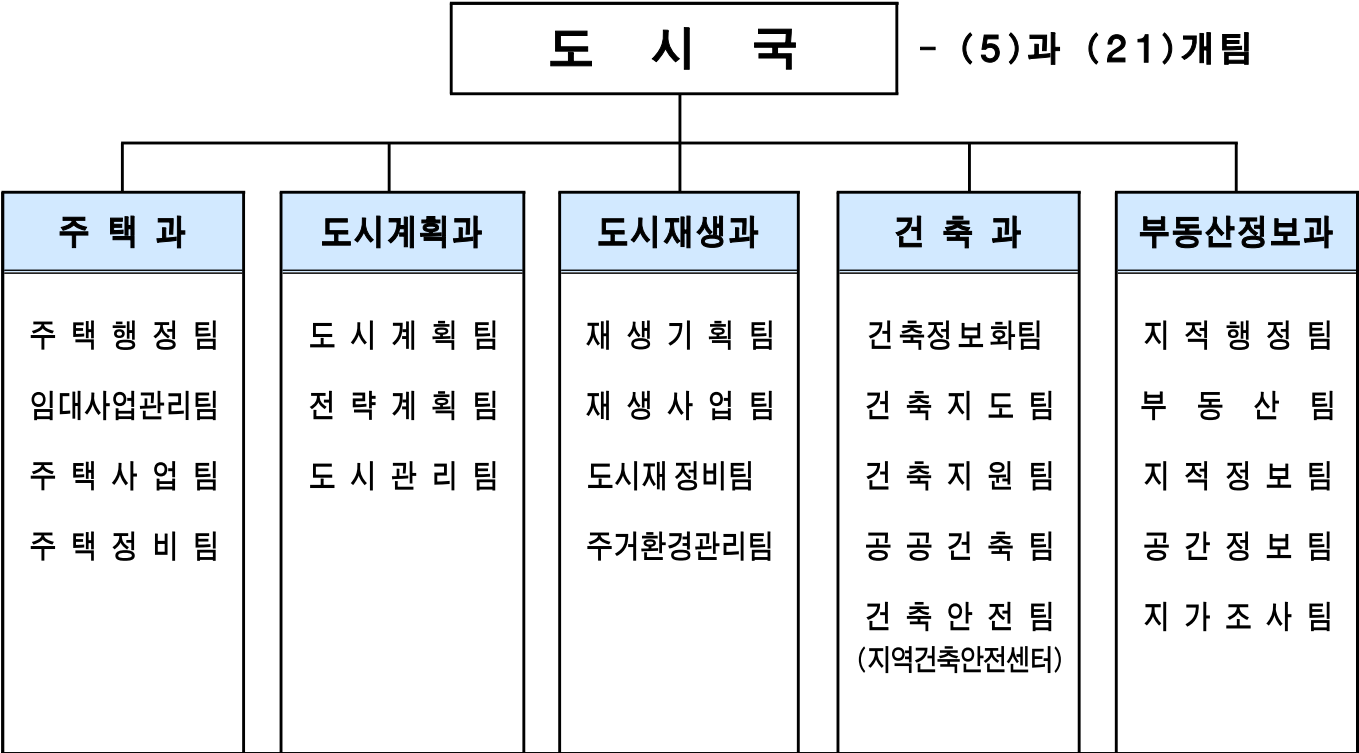 도 시 국 - (5)과 (21)개팀
주 택 과
주 택 행 정 팀
임대사업관리팀
주 택 사 업 팀
주 택 정 비 팀
도시계획과
도 시 계 획 팀
전 략 계 획 팀
도 시 관 리 팀
도시재생과
재 생 기 획 팀
재 생 사 업 팀
도시재정비팀
주거환경관리팀
건 축 과
건축정보화팀
건 축 지 도 팀
건 축 지 원 팀
공 공 건 축 팀
건 축 안 전 팀
(지역건축안전센터)
부동산정보과
지 적 행 정 팀
부 동 산 팀
지 적 정 보 팀
공 간 정 보 팀
지 가 조 사 팀